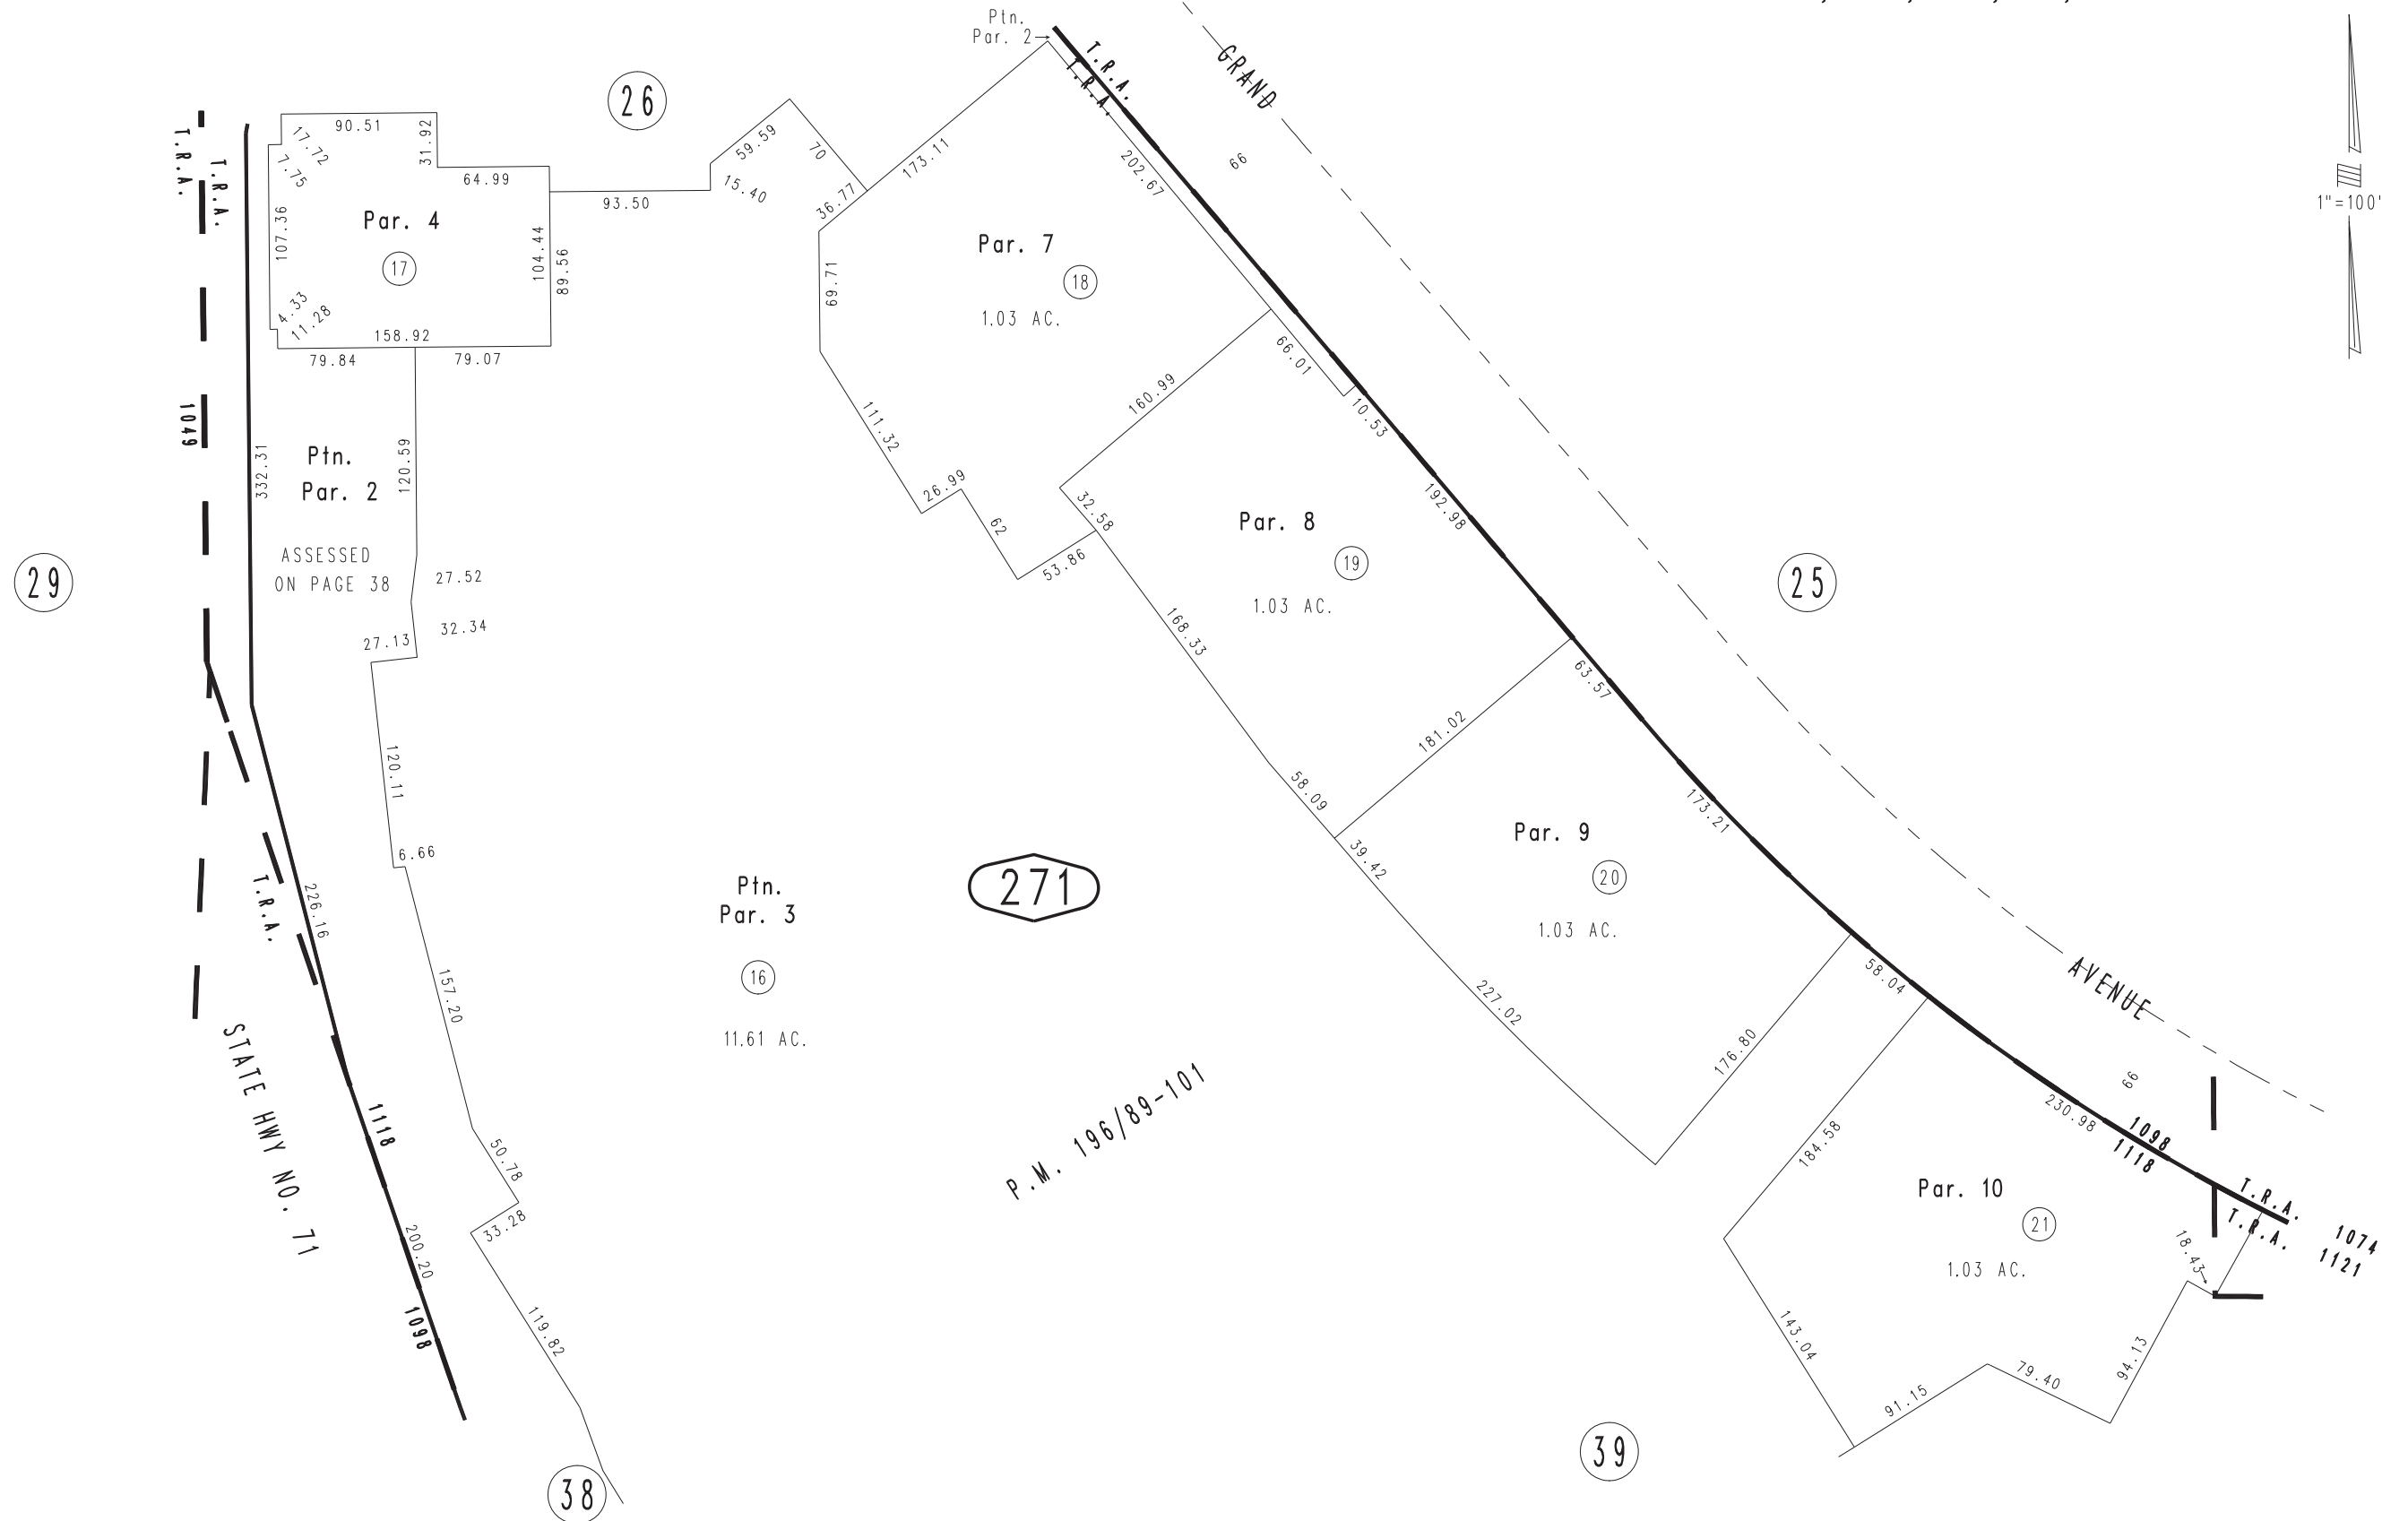 Ptn.
Par. 2
T.R.A.
T.R.A.
GRAND
66
1"=100'
26
T.R.A.
T.R.A.
90.51
31.92
17.72
7.75
64.99
107.36
Par. 4
17
104.44
89.56
4.33
11.28
158.92
79.84
79.07
93.50
15.40
59.59
70
36.77
173.11
202.67
69.71
Par. 7
18
1.03 AC.
66.01
10.53
160.99
111.32
26.99
62
53.86
32.58
1049
332.31
Ptn.
Par. 2
120.59
ASSESSED
ON PAGE 38
27.52
32.34
27.13
29
192.98
Par. 8
19
1.03 AC.
25
168.33
58.09
181.02
63.57
120.11
6.66
T.R.A.
226.16
157.20
Ptn.
Par. 3
16
11.61 AC.
271
173.21
Par. 9
20
1.03 AC.
39.42
227.02
176.80
58.04
AVENUE
66
STATE HWY NO. 71
1118
200.20
1098
50.78
33.28
119.82
P.M. 196/89-101
184.58
230.98
1098
1118
Par. 10
21
1.03 AC.
T.R.A.
T.R.A.
1074
1121
18.43
143.04
91.15
79.40
94.13
38
39